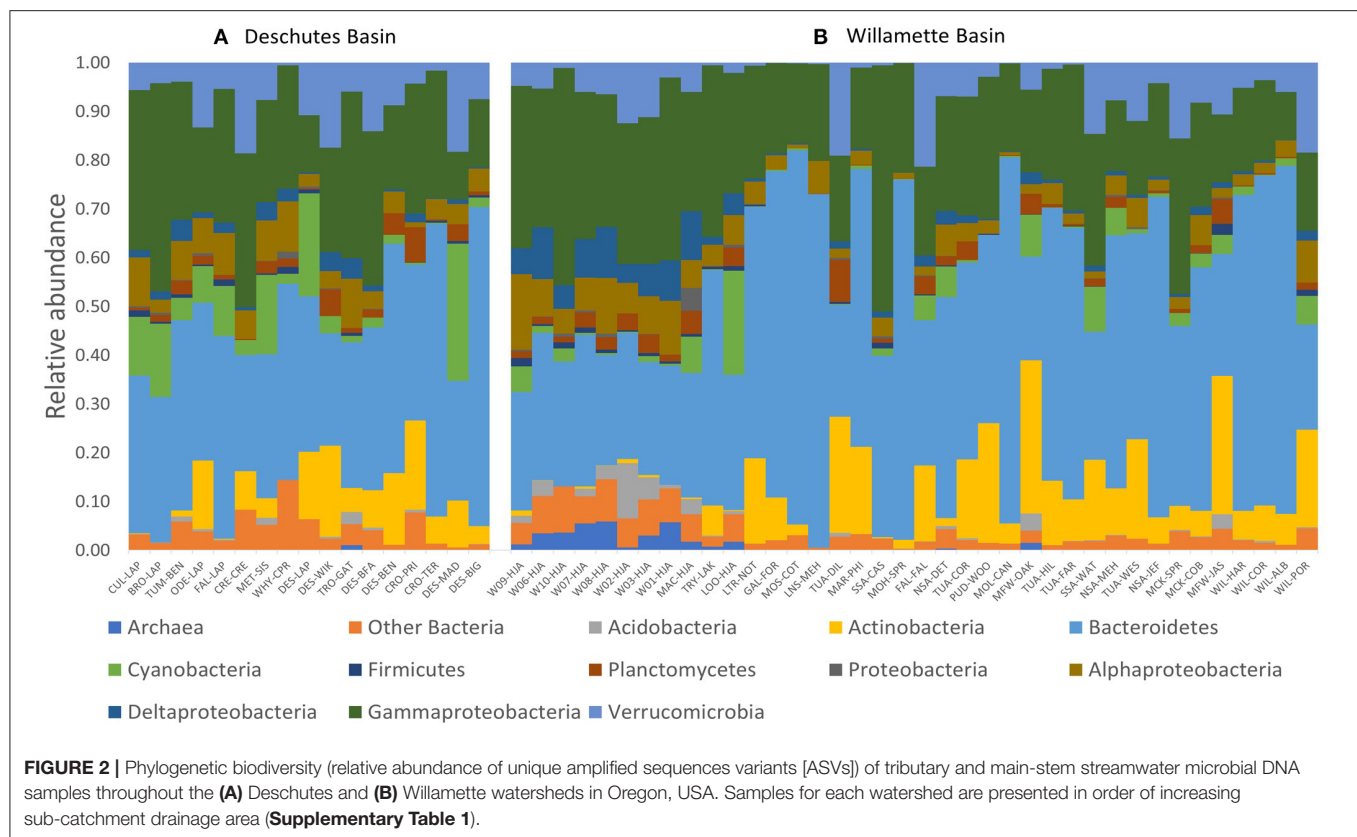 A Deschutes Basin
B Willamette Basin
Relative abundance
1.00
0.90
0.80
0.70
0.60
0.50
0.40
0.30
0.20
0.10
0.00
CUL-LAP
BRO-LAP
TUM-BEN
ODE-LAP
FAL-LAP
CRE-CRE
MET-SIS
WHY-CPR
DES-LAP
DES-WIK
TRO-GAT
DES-BFA
DES-BEN
CRO-PRI
CRO-TER
DES-MAD
DES-BIG
W09-HJA
W06-HJA
W10-HJA
W07-HJA
W08-HJA
W02-HJA
W03-HJA
W01-HJA
MAC-HJA
TRY-LAK
LOO-HJA
LTR-NOT
GAL-FOR
MOS-COT
LNS-MEH
TUA-DIL
MAR-PHI
SSA-CAS
MOH-SPR
FAL-FAL
NSA-DET
TUA-COR
PUD-WOO
MOL-CAN
MFW-OAK
TUA-HIL
TUA-FAR
SSA-WAT
NSA-MEH
TUA-WES
NSA-JEF
MCK-SPR
MCK-COB
MFW-JAS
WIL-HAR
WIL-COR
WIL-ALB
WIL-POR
Archaea Other Bacteria Acidobacteria Actinobacteria Bacteroidetes
Cyanobacteria Firmicutes Planctomycetes Proteobacteria Alphaproteobacteria
Deltaproteobacteria Gammaproteobacteria Verrucomicrobia
FIGURE 2 | Phylogenetic biodiversity (relative abundance of unique amplified sequences variants [ASVs]) of tributary and main-stem streamwater microbial DNA
samples throughout the (A) Deschutes and (B) Willamette watersheds in Oregon, USA. Samples for each watershed are presented in order of increasing
sub-catchment drainage area (Supplementary Table 1).